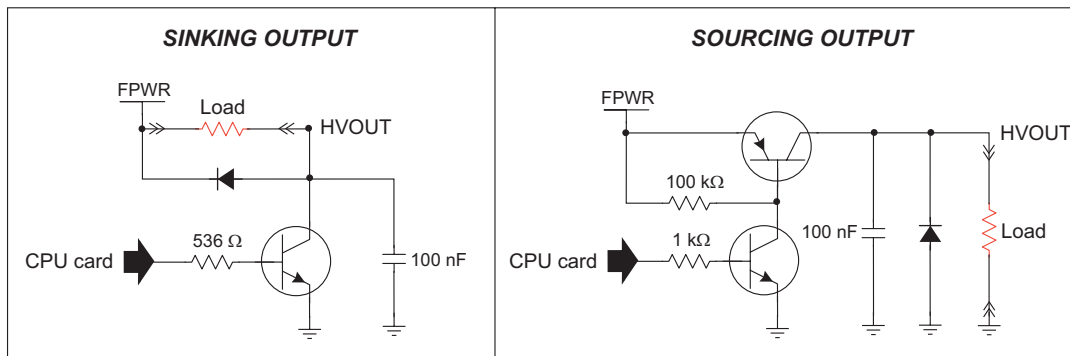 SINKING OUTPUT
FPWR
Load
HVOUT
536 Ω
CPU card
100 nF
SOURCING OUTPUT
FPWR
HVOUT
100 kΩ
100 nF
Load
1 kΩ
CPU card